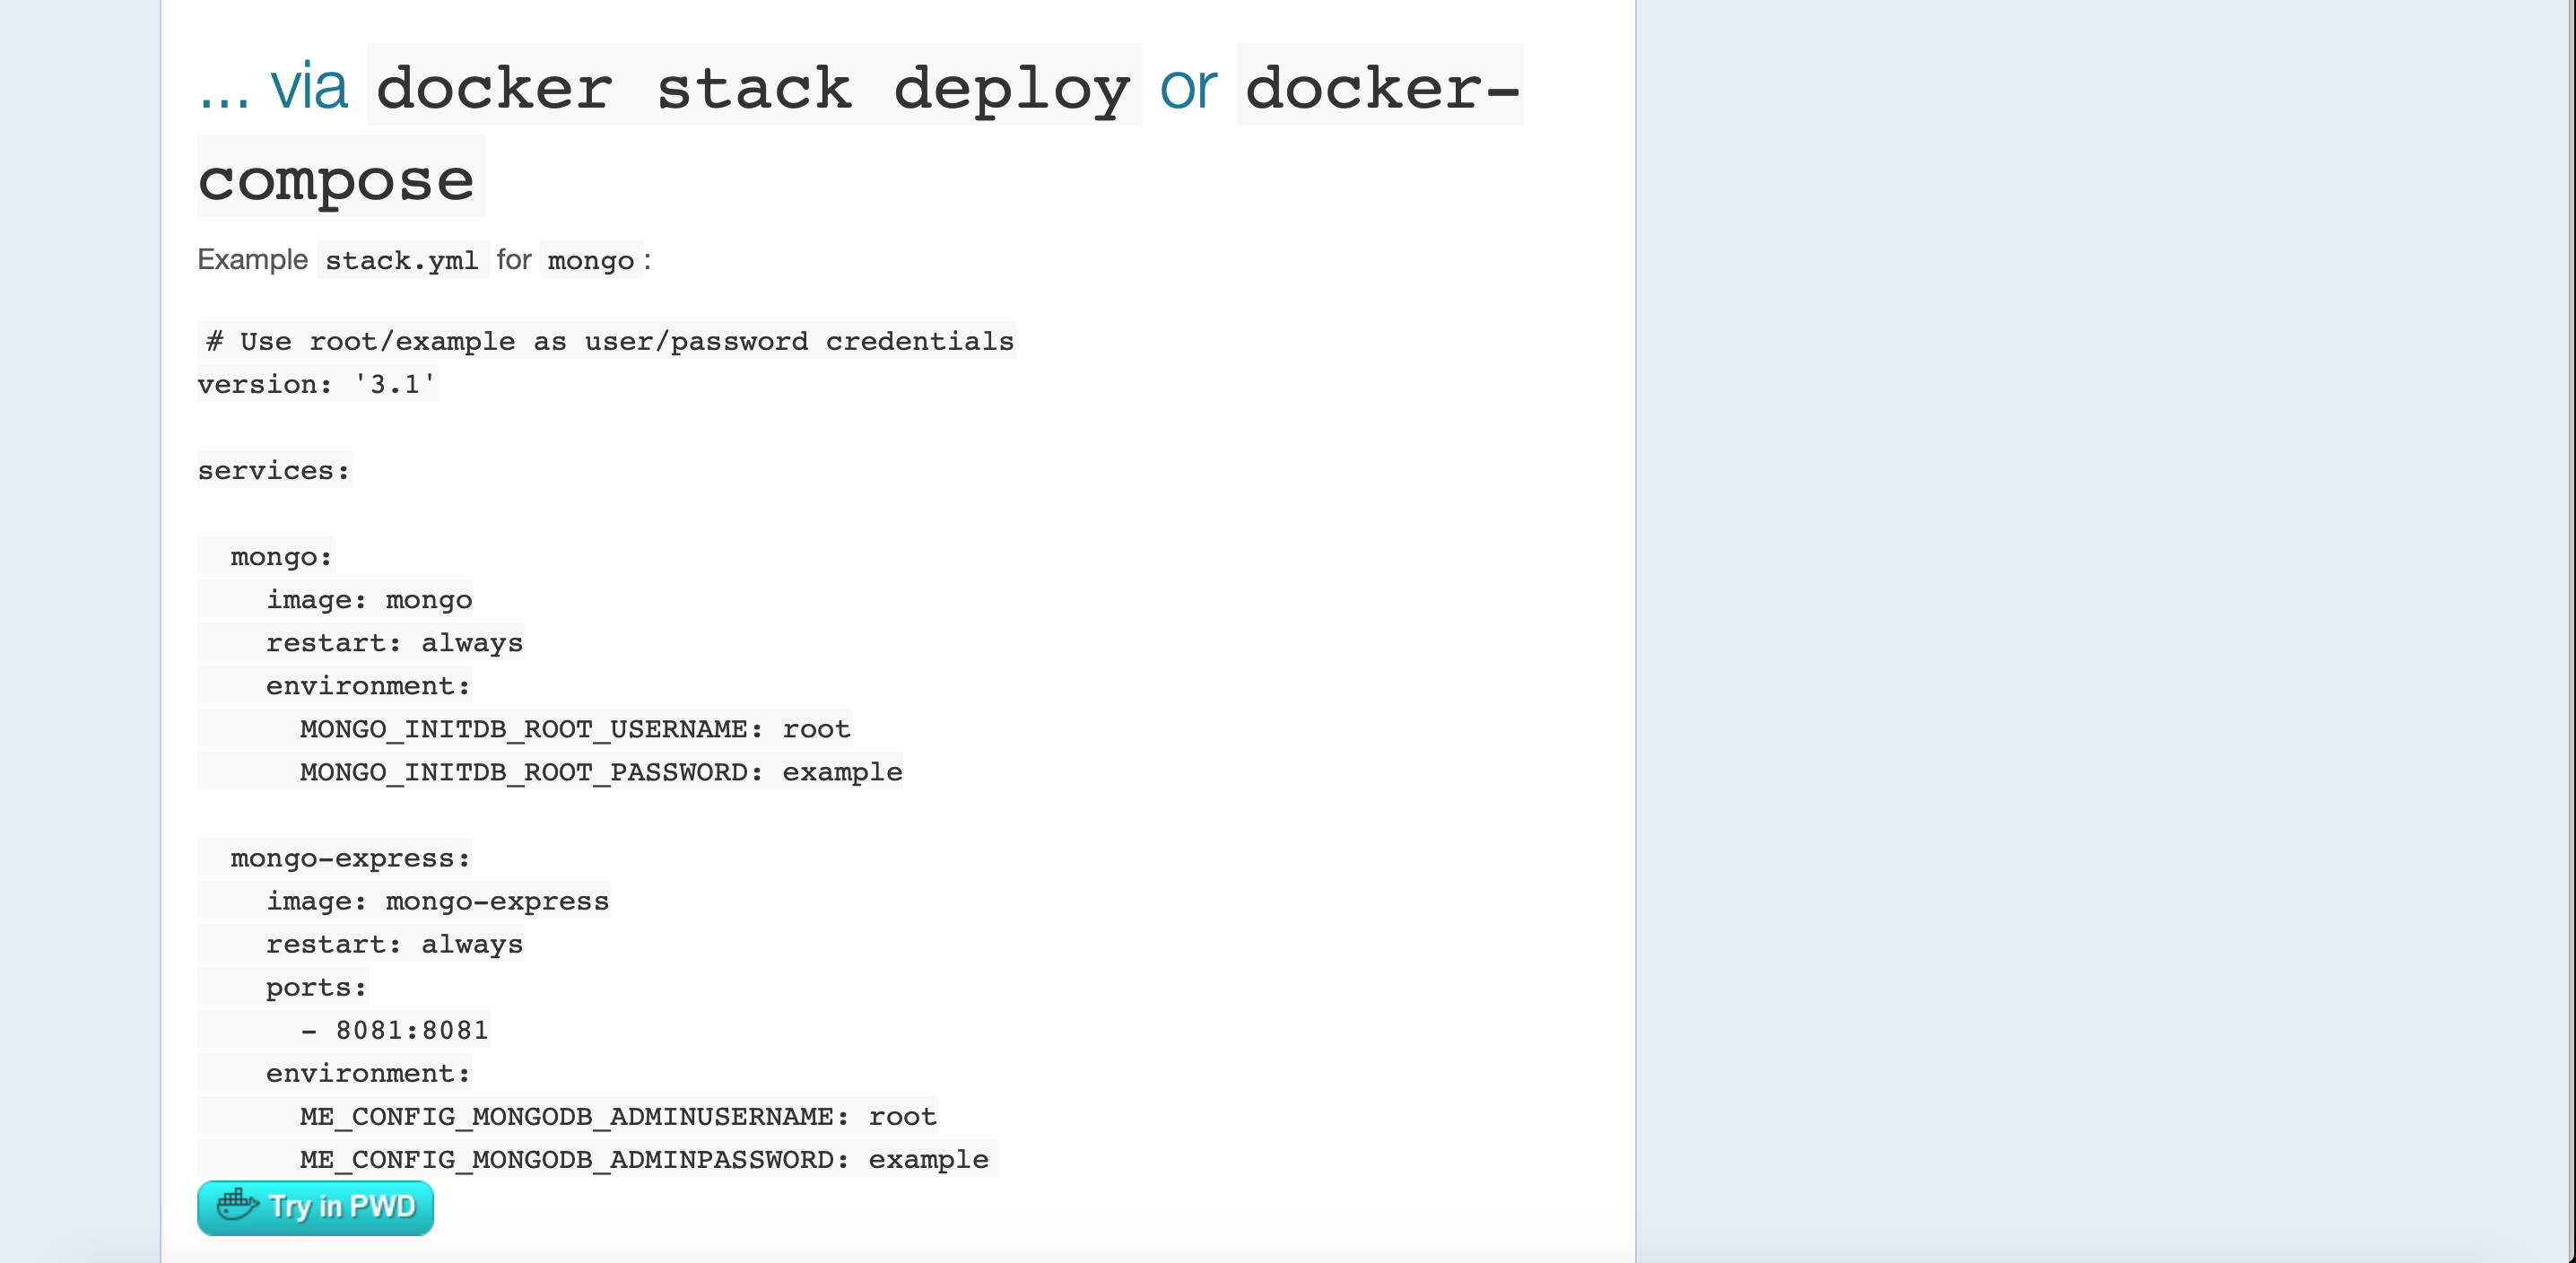 ... via docker stack deploy or docker-
compose
Example stack.yml for mongo:
# Use root/example as user/password credentials
version: '3.1'
services:
  mongo:
    image: mongo
    restart: always
    environment:
      MONGO_INITDB_ROOT_USERNAME: root
      MONGO_INITDB_ROOT_PASSWORD: example
  mongo-express:
    image: mongo-express
    restart: always
    ports:
      - 8081:8081
    environment:
      ME_CONFIG_MONGODB_ADMINUSERNAME: root
      ME_CONFIG_MONGODB_ADMINPASSWORD: example
Try in PWD